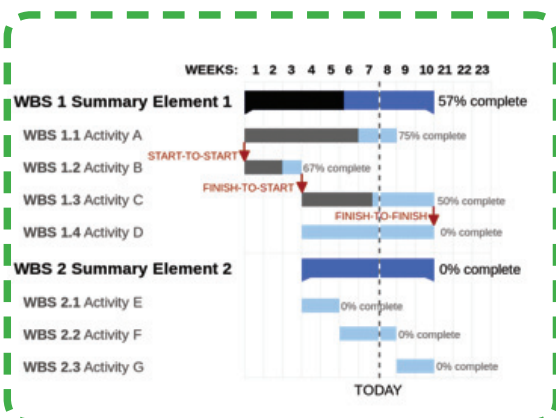 WEEKS: 1 2 3 4 5 6 7 8 9 10 21 22 23
WBS 1 Summary Element 1 57% complete
WBS 1.1 Activity A 75% complete
START-TO-START
WBS 1.2 Activity B 67% complete
FINISH-TO-START
WBS 1.3 Activity C 50% complete
FINISH-TO-FINISH
WBS 1.4 Activity D 0% complete
WBS 2 Summary Element 2 0% complete
WBS 2.1 Activity E 0% complete
WBS 2.2 Activity F 0% complete
WBS 2.3 Activity G 0% complete
TODAY